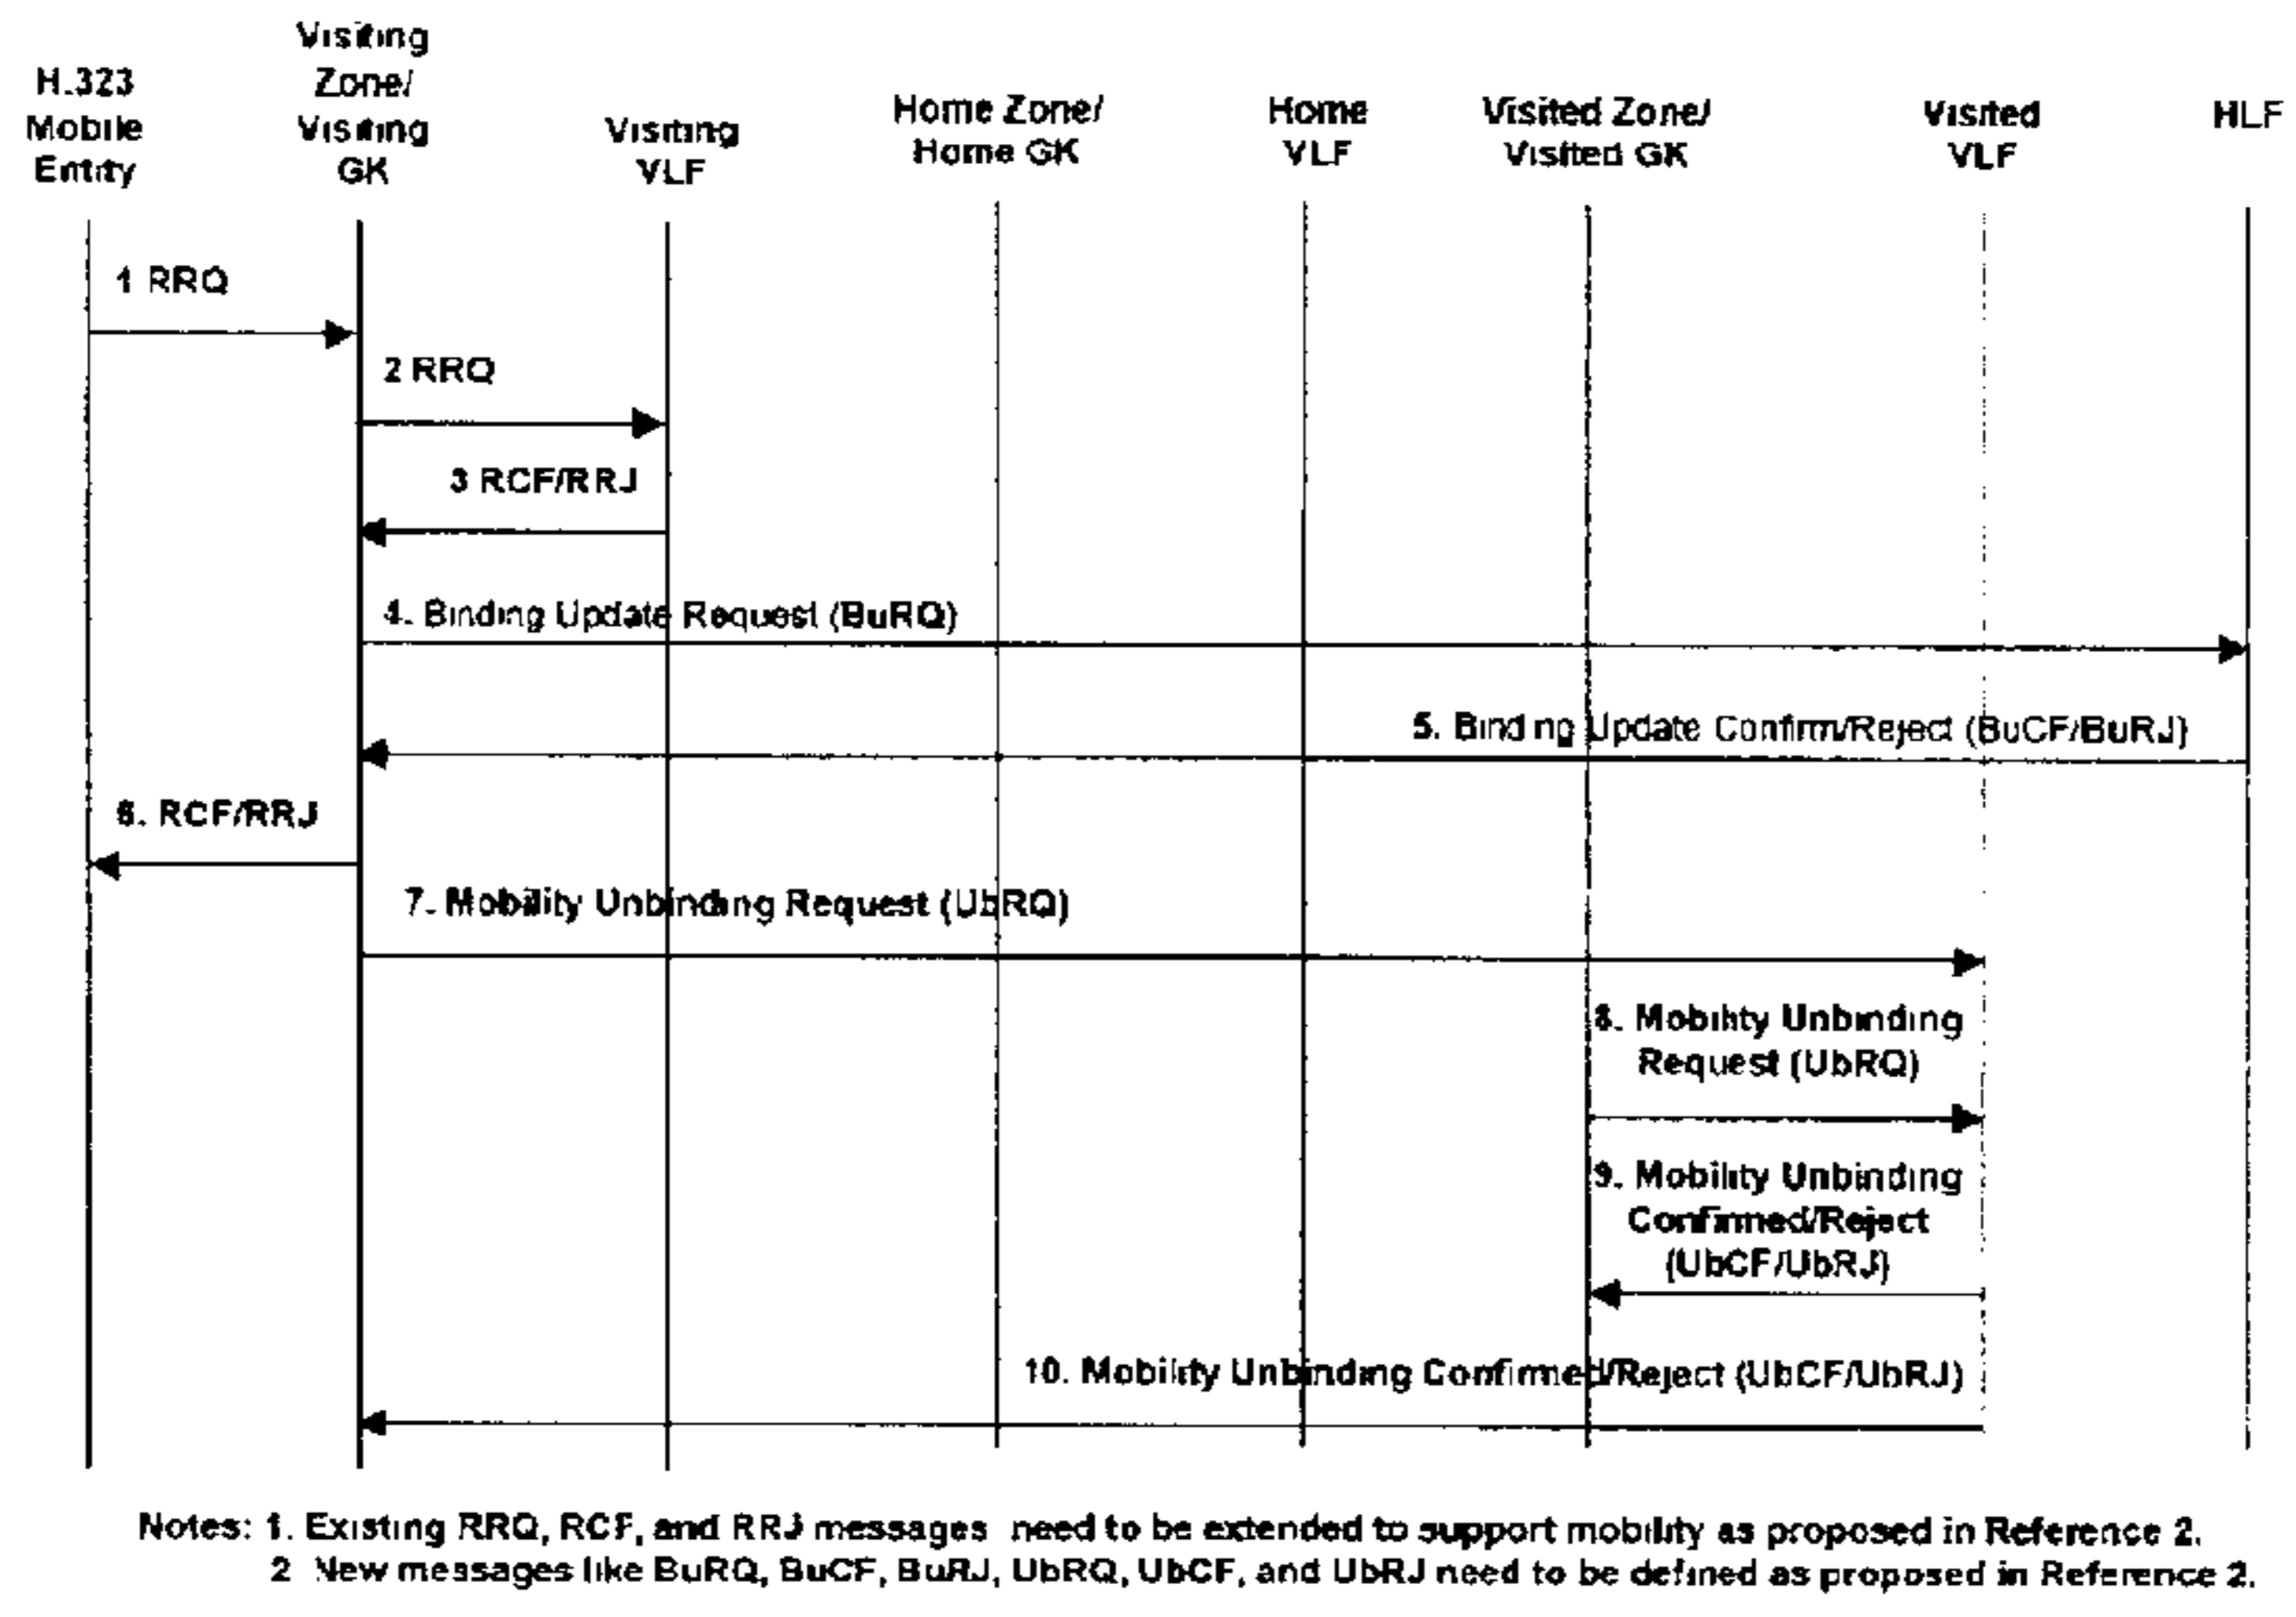 H.323
Mobile
Entity
Visiting
Zone/
Visiting
GK
Visiting
VLF
Home Zone/
Home GK
Home
VLF
Visited Zone/
Visited GK
Visited
VLF
HLF
1 RRQ
2 RRQ
3 RCF/RRJ
4. Binding Update Request (BuRQ)
5. Binding Update Confirm/Reject (BuCF/BuRJ)
6. RCF/RRJ
7. Mobility Unbinding Request (UbRQ)
8. Mobility Unbinding
Request (UbRQ)
9. Mobility Unbinding
Confirmed/Reject
(UbCF/UbRJ)
10. Mobility Unbinding Confirmed/Reject (UbCF/UbRJ)
Notes: 1. Existing RRQ, RCF, and RRJ messages need to be extended to support mobility as proposed in Reference 2.
2 New messages like BuRQ, BuCF, BuRJ, UbRQ, UbCF, and UbRJ need to be defined as proposed in Reference 2.